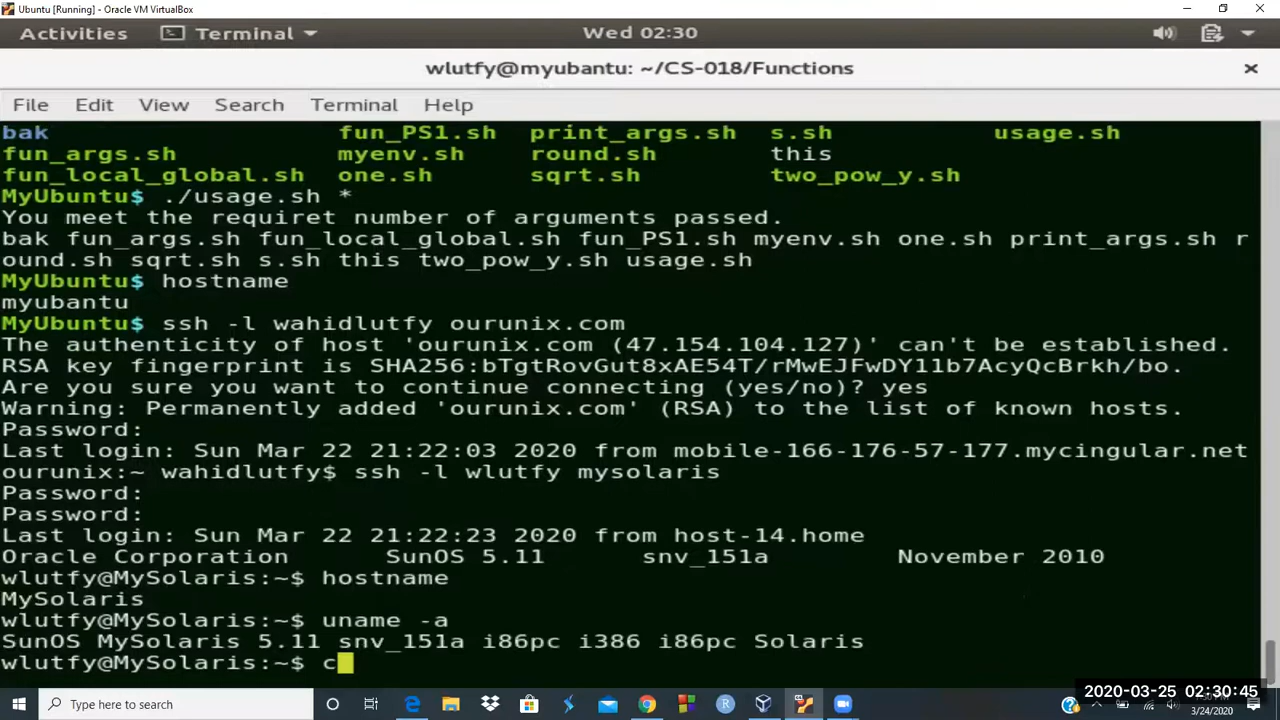 Ubuntu [Running] - Oracle VM VirtualBox
Activities Terminal Wed 02:30
wlutfy@myubantu: ~/CS-018/Functions
File Edit View Search Terminal Help
bak fun_PS1.sh print_args.sh s.sh usage.sh
fun_args.sh myenv.sh round.sh this
fun_local_global.sh one.sh sqrt.sh two_pow_y.sh
MyUbuntu$ ./usage.sh *
You meet the requiret number of arguments passed.
bak fun_args.sh fun_local_global.sh fun_PS1.sh myenv.sh one.sh print_args.sh r
ound.sh sqrt.sh s.sh this two_pow_y.sh usage.sh
MyUbuntu$ hostname
myubantu
MyUbuntu$ ssh -l wahidlutfy ourunix.com
The authenticity of host 'ourunix.com (47.154.104.127)' can't be established.
RSA key fingerprint is SHA256:bTgtRovGut8xAE54T/rMwEJFwDY11b7AcyQcBrkh/bo.
Are you sure you want to continue connecting (yes/no)? yes
Warning: Permanently added 'ourunix.com' (RSA) to the list of known hosts.
Password:
Last login: Sun Mar 22 21:22:03 2020 from mobile-166-176-57-177.mycingular.net
ourunix:~ wahidlutfy$ ssh -l wlutfy mysolaris
Password:
Password:
Last login: Sun Mar 22 21:22:23 2020 from host-14.home
Oracle Corporation SunOS 5.11 snv_151a November 2010
wlutfy@MySolaris:~$ hostname
MySolaris
wlutfy@MySolaris:~$ uname -a
SunOS MySolaris 5.11 snv_151a i86pc i386 i86pc Solaris
wlutfy@MySolaris:~$ c
Type here to search
2020-03-25 02:30:45
3/24/2020